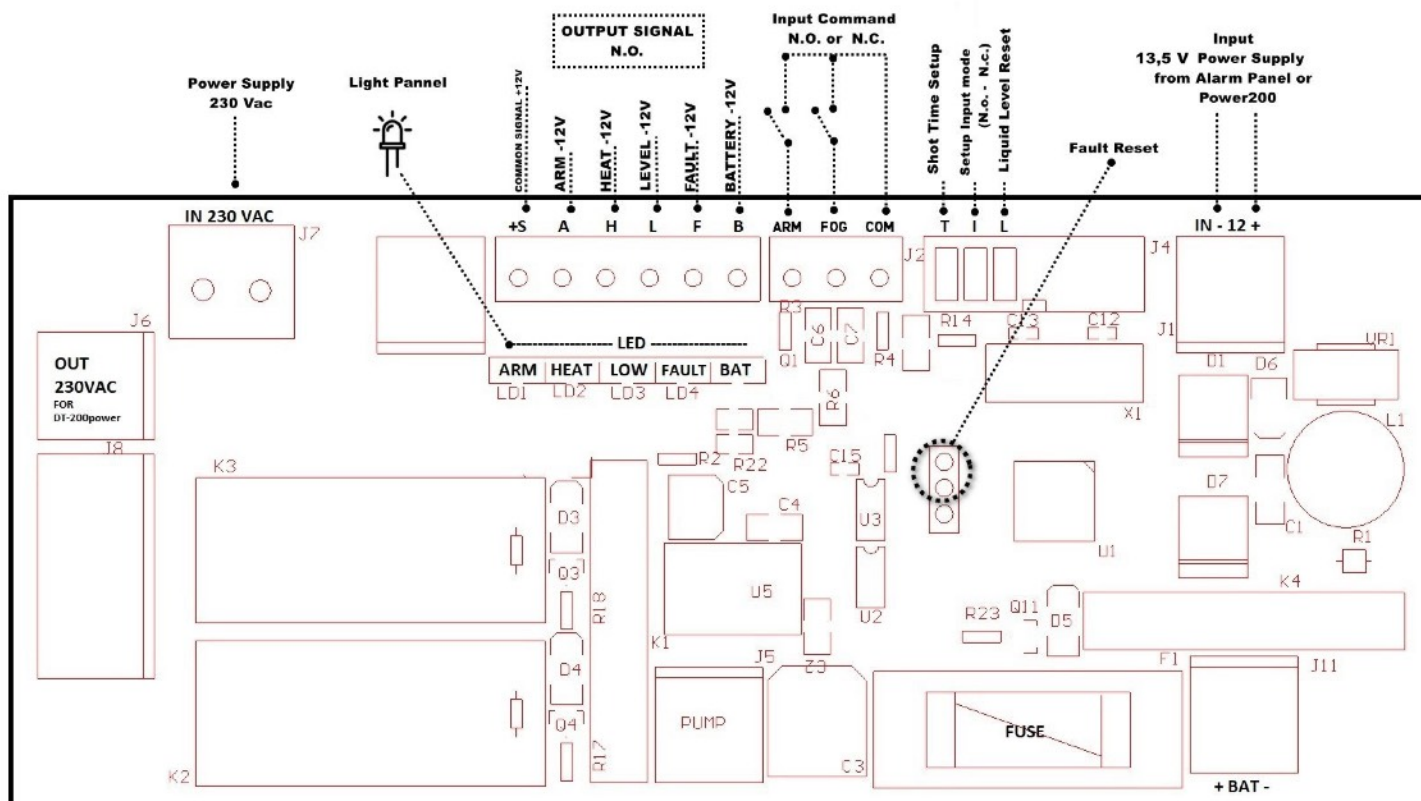 OUTPUT SIGNAL
N.O.
Input Command
N.O. or N.C.
Input
13,5 V Power Supply
from Alarm Panel or
Power200
Power Supply
230 Vac
Light Pannel
COMMON SIGNAL +12V
ARM -12V
HEAT -12V
LEVEL -12V
FAULT -12V
BATTERY -12V
Shot Time Setup
Setup Input mode
(N.o. - N.c.)
Liquid Level Reset
Fault Reset
IN 230 VAC
+S A H L F B
ARM FOG COM
T I L
IN - 12 +
J7
J2
J4
J6
OUT
230VAC
FOR
DT-200power
J8
LED
ARM HEAT LOW FAULT BAT
LD1 LD2 LD3 LD4
R3
Q1
C6
C7
R4
R14
C13
C12
J1
D1
D6
VR1
R6
X1
L1
R5
R2
R22
C15
K3
D3
C5
C4
U3
U1
D7
C1
R1
Q3
R18
U5
U2
K4
K1
R23
Q11
D5
D4
J5
Z3
F1
J11
Q4
R17
PUMP
C3
FUSE
K2
+ BAT -